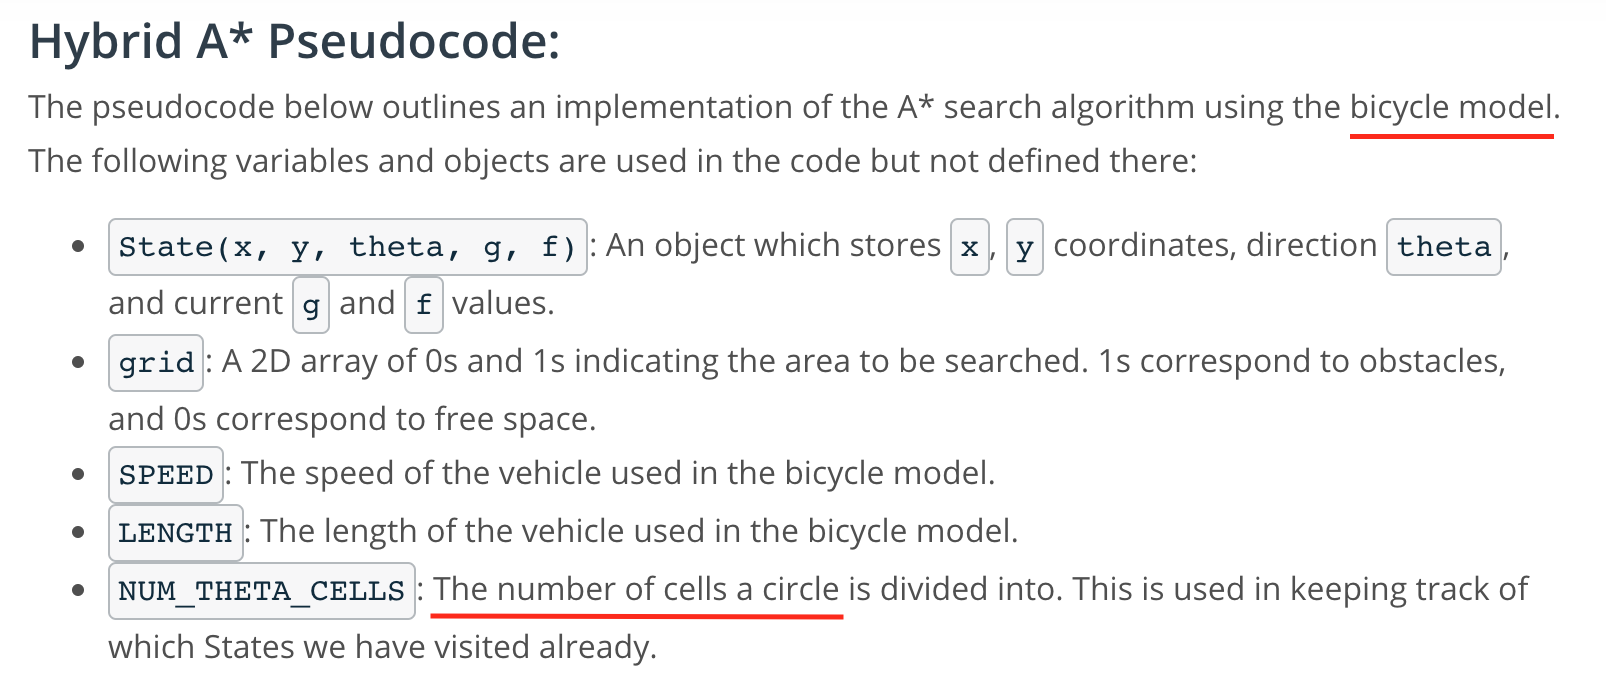 Hybrid A* Pseudocode:
The pseudocode below outlines an implementation of the A* search algorithm using the bicycle model.
The following variables and objects are used in the code but not defined there:
• State(x, y, theta, g, f) : An object which stores x , y coordinates, direction theta ,
and current g and f values.
• grid : A 2D array of 0s and 1s indicating the area to be searched. 1s correspond to obstacles,
and 0s correspond to free space.
• SPEED : The speed of the vehicle used in the bicycle model.
• LENGTH : The length of the vehicle used in the bicycle model.
• NUM_THETA_CELLS : The number of cells a circle is divided into. This is used in keeping track of
which States we have visited already.